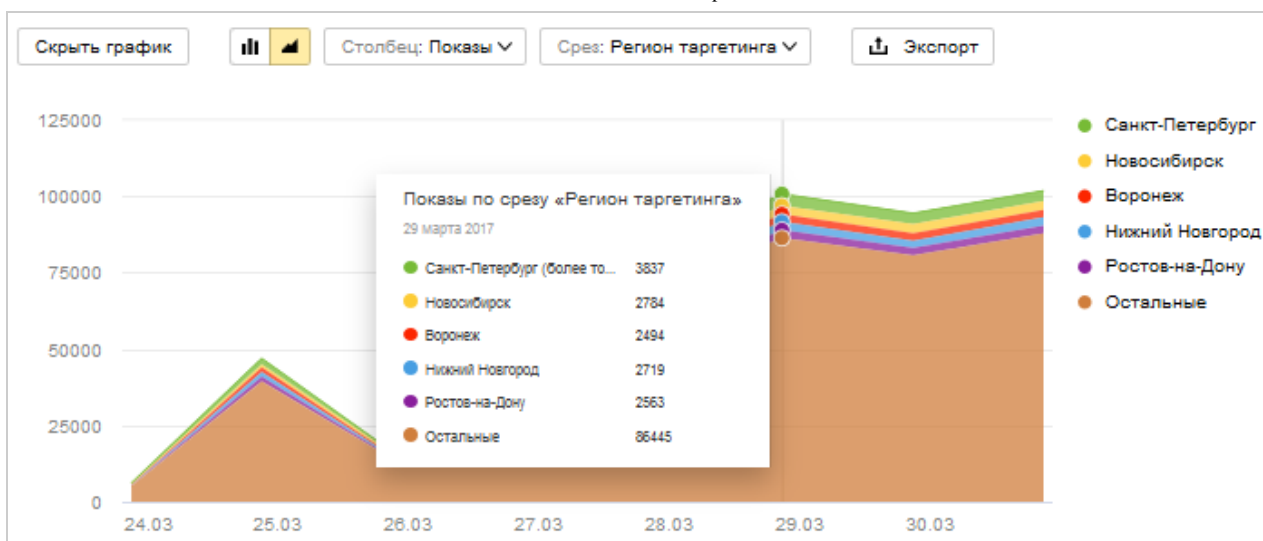 Скрыть график
Столбец: Показы
Срез: Регион таргетинга
Экспорт
125000
100000
75000
50000
25000
0
24.03 25.03 26.03 27.03 28.03 29.03 30.03
Показы по срезу «Регион таргетинга»
29 марта 2017
Санкт-Петербург (более то... 3837
Новосибирск 2784
Воронеж 2494
Нижний Новгород 2719
Ростов-на-Дону 2563
Остальные 86445
Санкт-Петербург
Новосибирск
Воронеж
Нижний Новгород
Ростов-на-Дону
Остальные